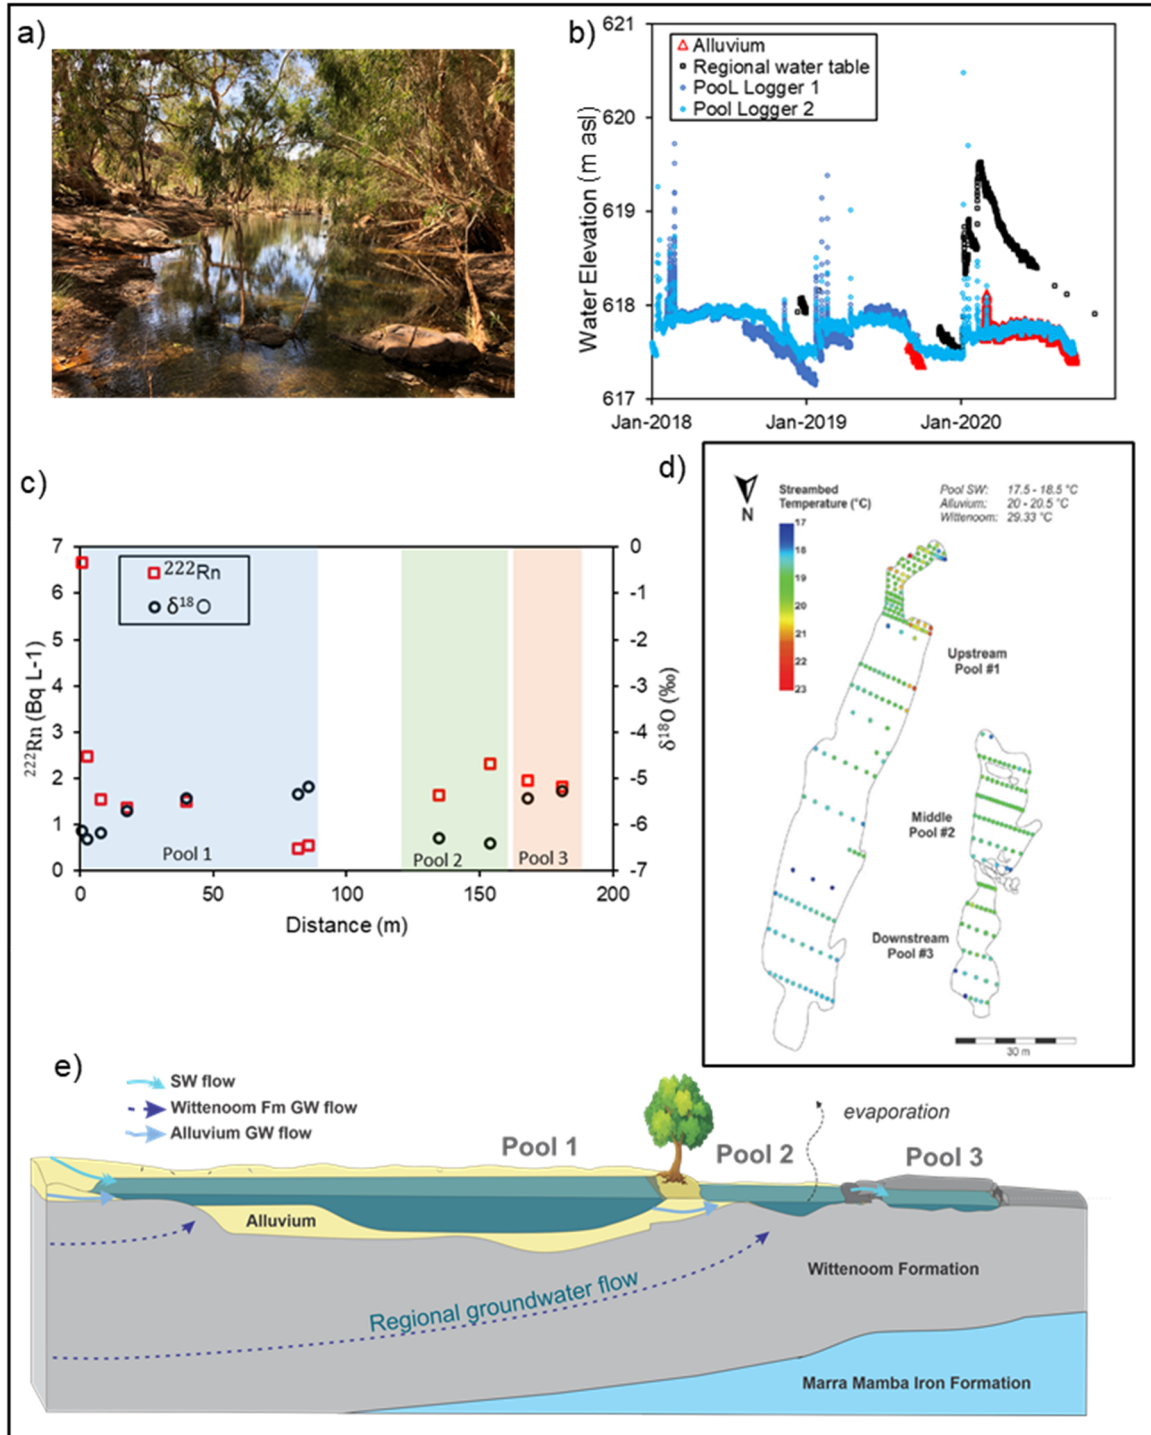 a)
b)
621
620
619
618
617
Water Elevation (m asl)
Alluvium
Regional water table
PooL Logger 1
Pool Logger 2
Jan-2018
Jan-2019
Jan-2020
c)
7
6
5
4
3
2
1
0
²²²Rn (Bq L-1)
²²²Rn
δ¹⁸O
0
-1
-2
-3
-4
-5
-6
-7
δ¹⁸O (‰)
Pool 1
Pool 2
Pool 3
0
50
100
150
200
Distance (m)
d)
N
Streambed
Temperature (°C)
17
18
19
20
21
22
23
Pool SW: 17.5 - 18.5 °C
Alluvium: 20 - 20.5 °C
Wittenoom: 29.33 °C
Upstream
Pool #1
Middle
Pool #2
Downstream
Pool #3
30 m
e)
SW flow
Wittenoom Fm GW flow
Alluvium GW flow
Pool 1
Pool 2
evaporation
Pool 3
Alluvium
Regional groundwater flow
Wittenoom Formation
Marra Mamba Iron Formation